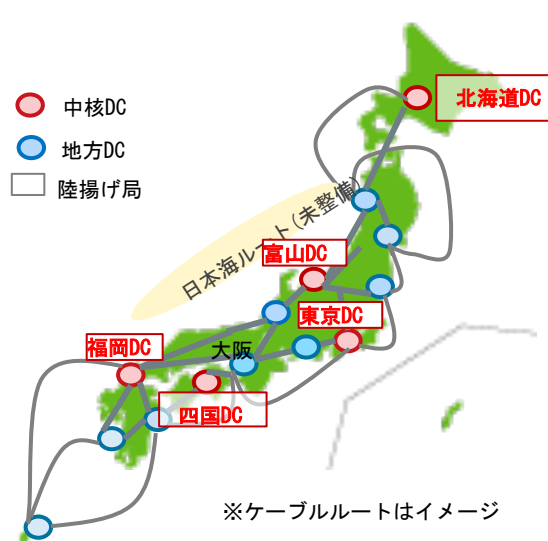 中核DC
地方DC
陸揚げ局
北海道DC
日本海ルート(未整備)
富山DC
東京DC
福岡DC
大阪
四国DC
※ケーブルルートはイメージ